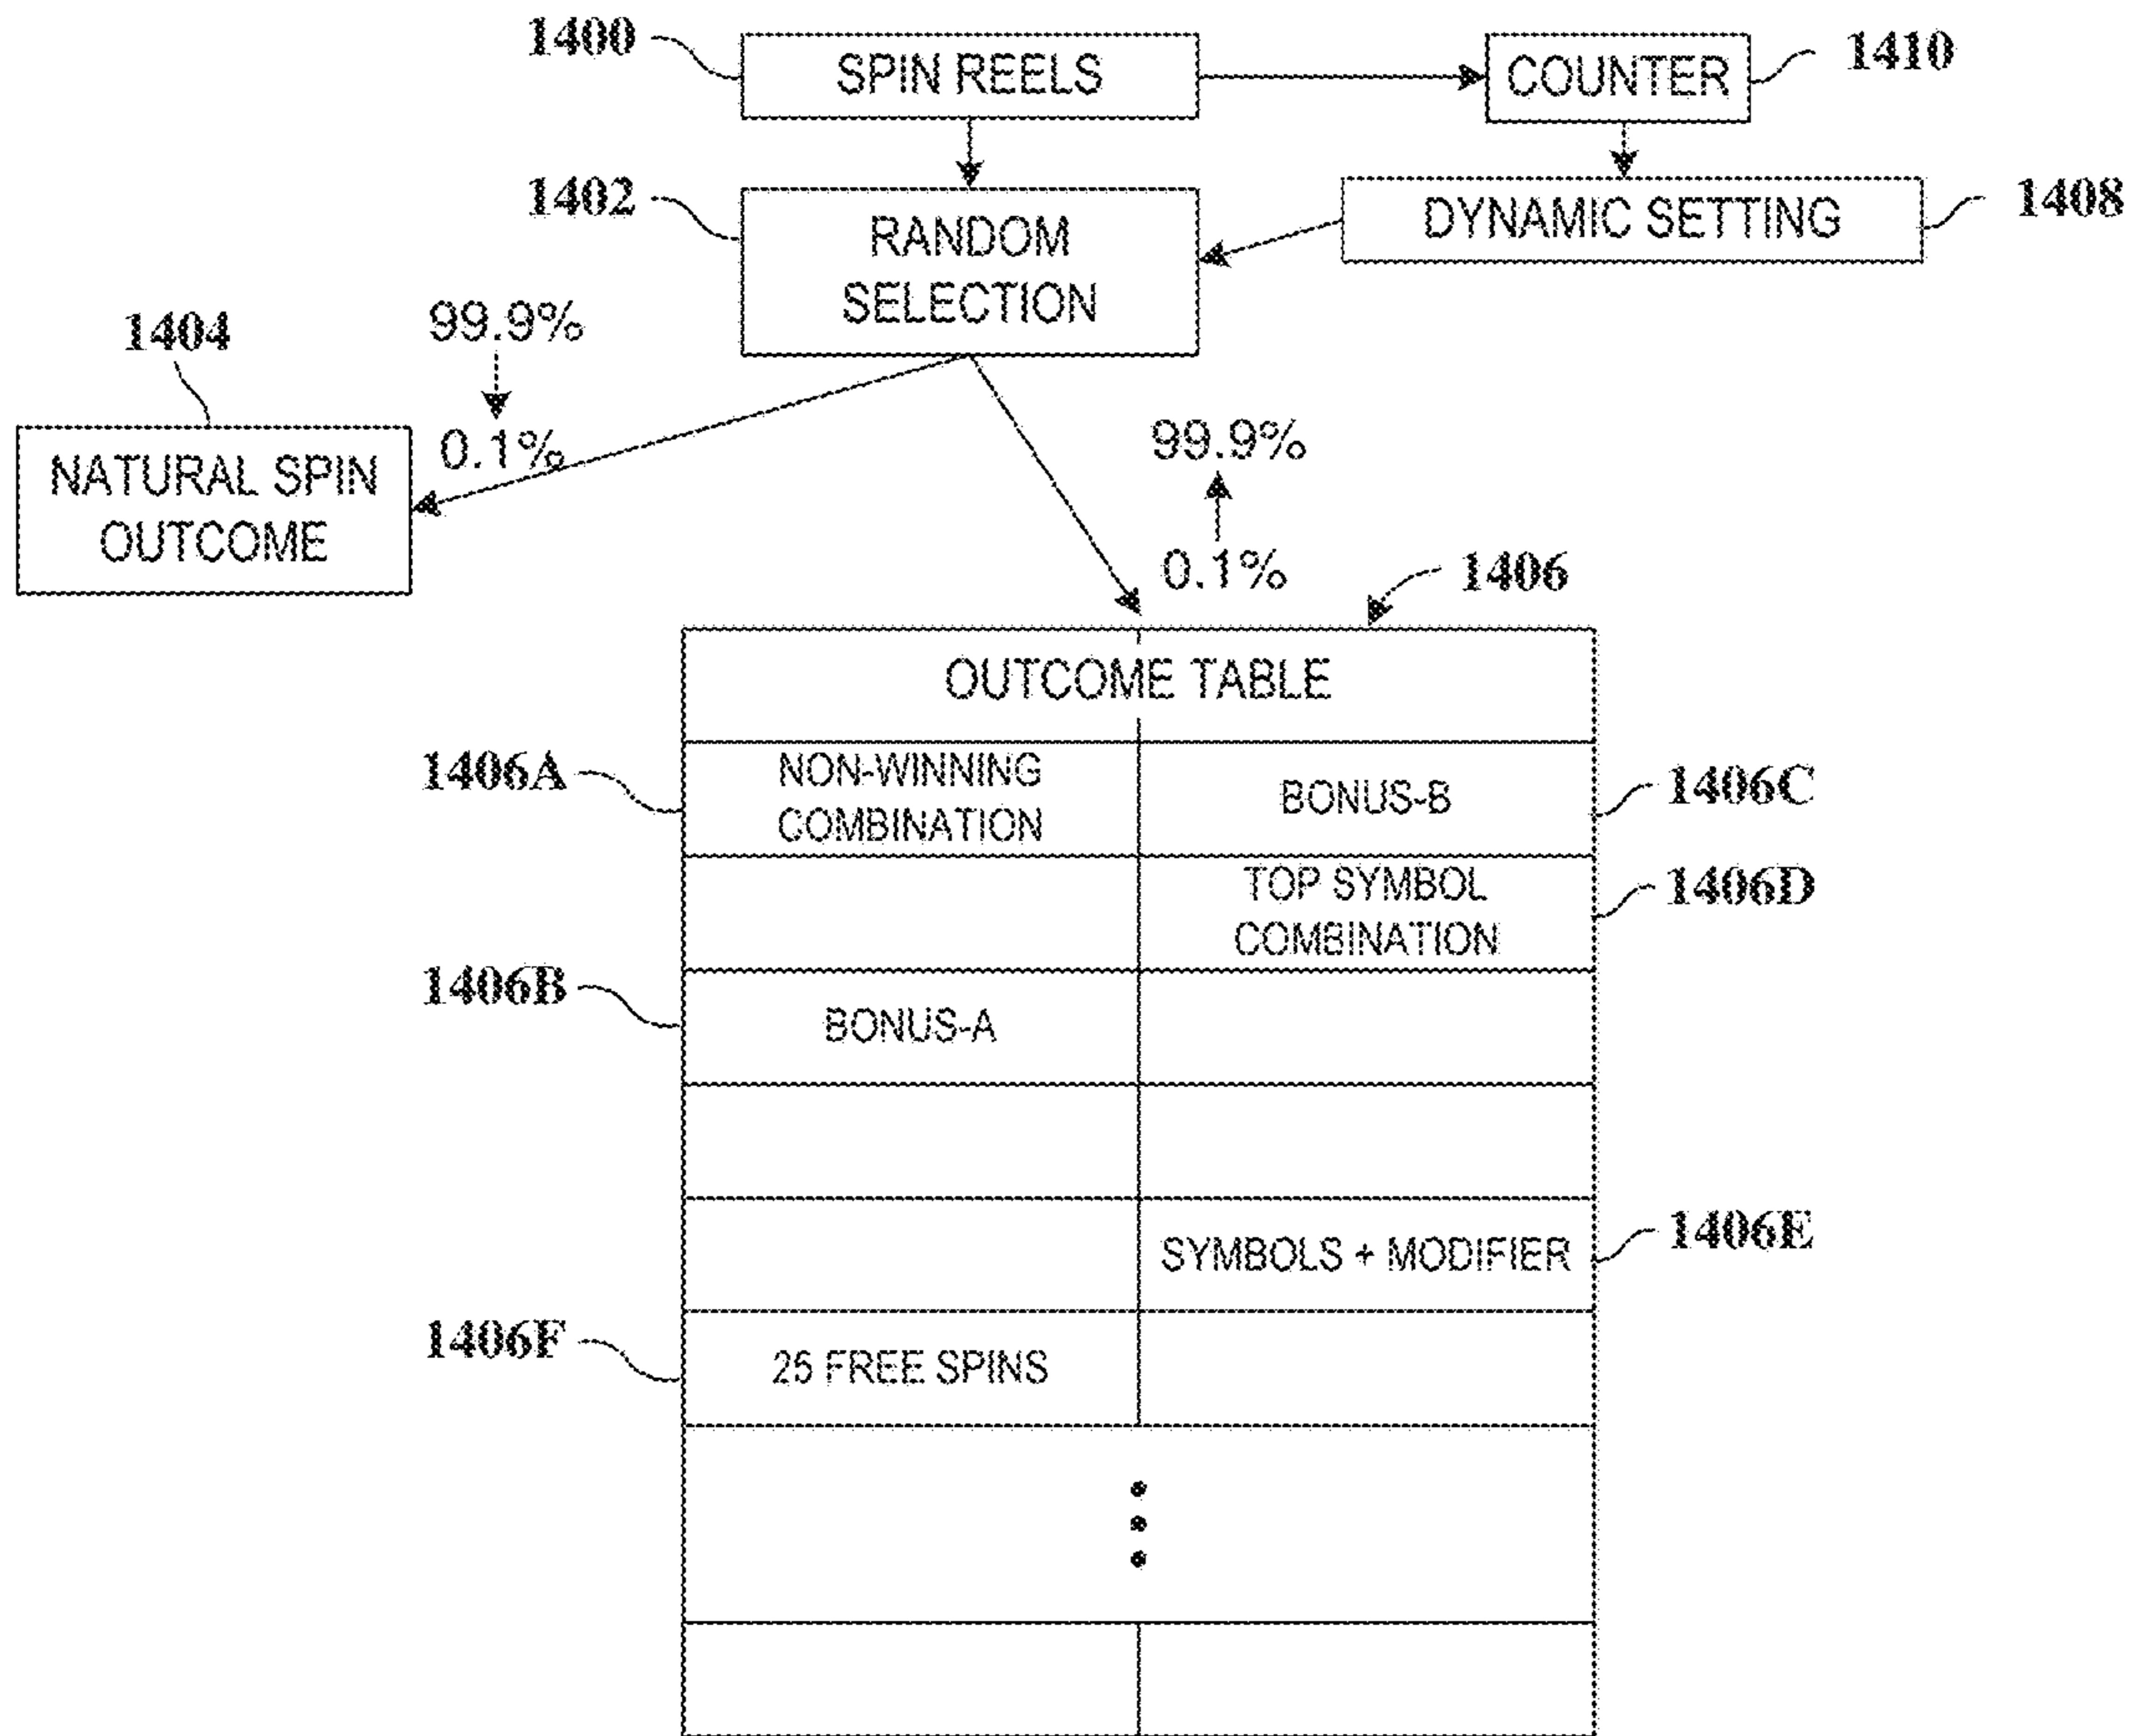 1400
SPIN REELS
COUNTER
1410
1402
RANDOM
SELECTION
DYNAMIC SETTING
1408
1404
99.9%
0.1%
NATURAL SPIN
OUTCOME
99.9%
0.1%
1406
OUTCOME TABLE
1406A
NON-WINNING
COMBINATION
BONUS-B
1406C
TOP SYMBOL
COMBINATION
1406D
1406B
BONUS-A
SYMBOLS + MODIFIER
1406E
1406F
25 FREE SPINS